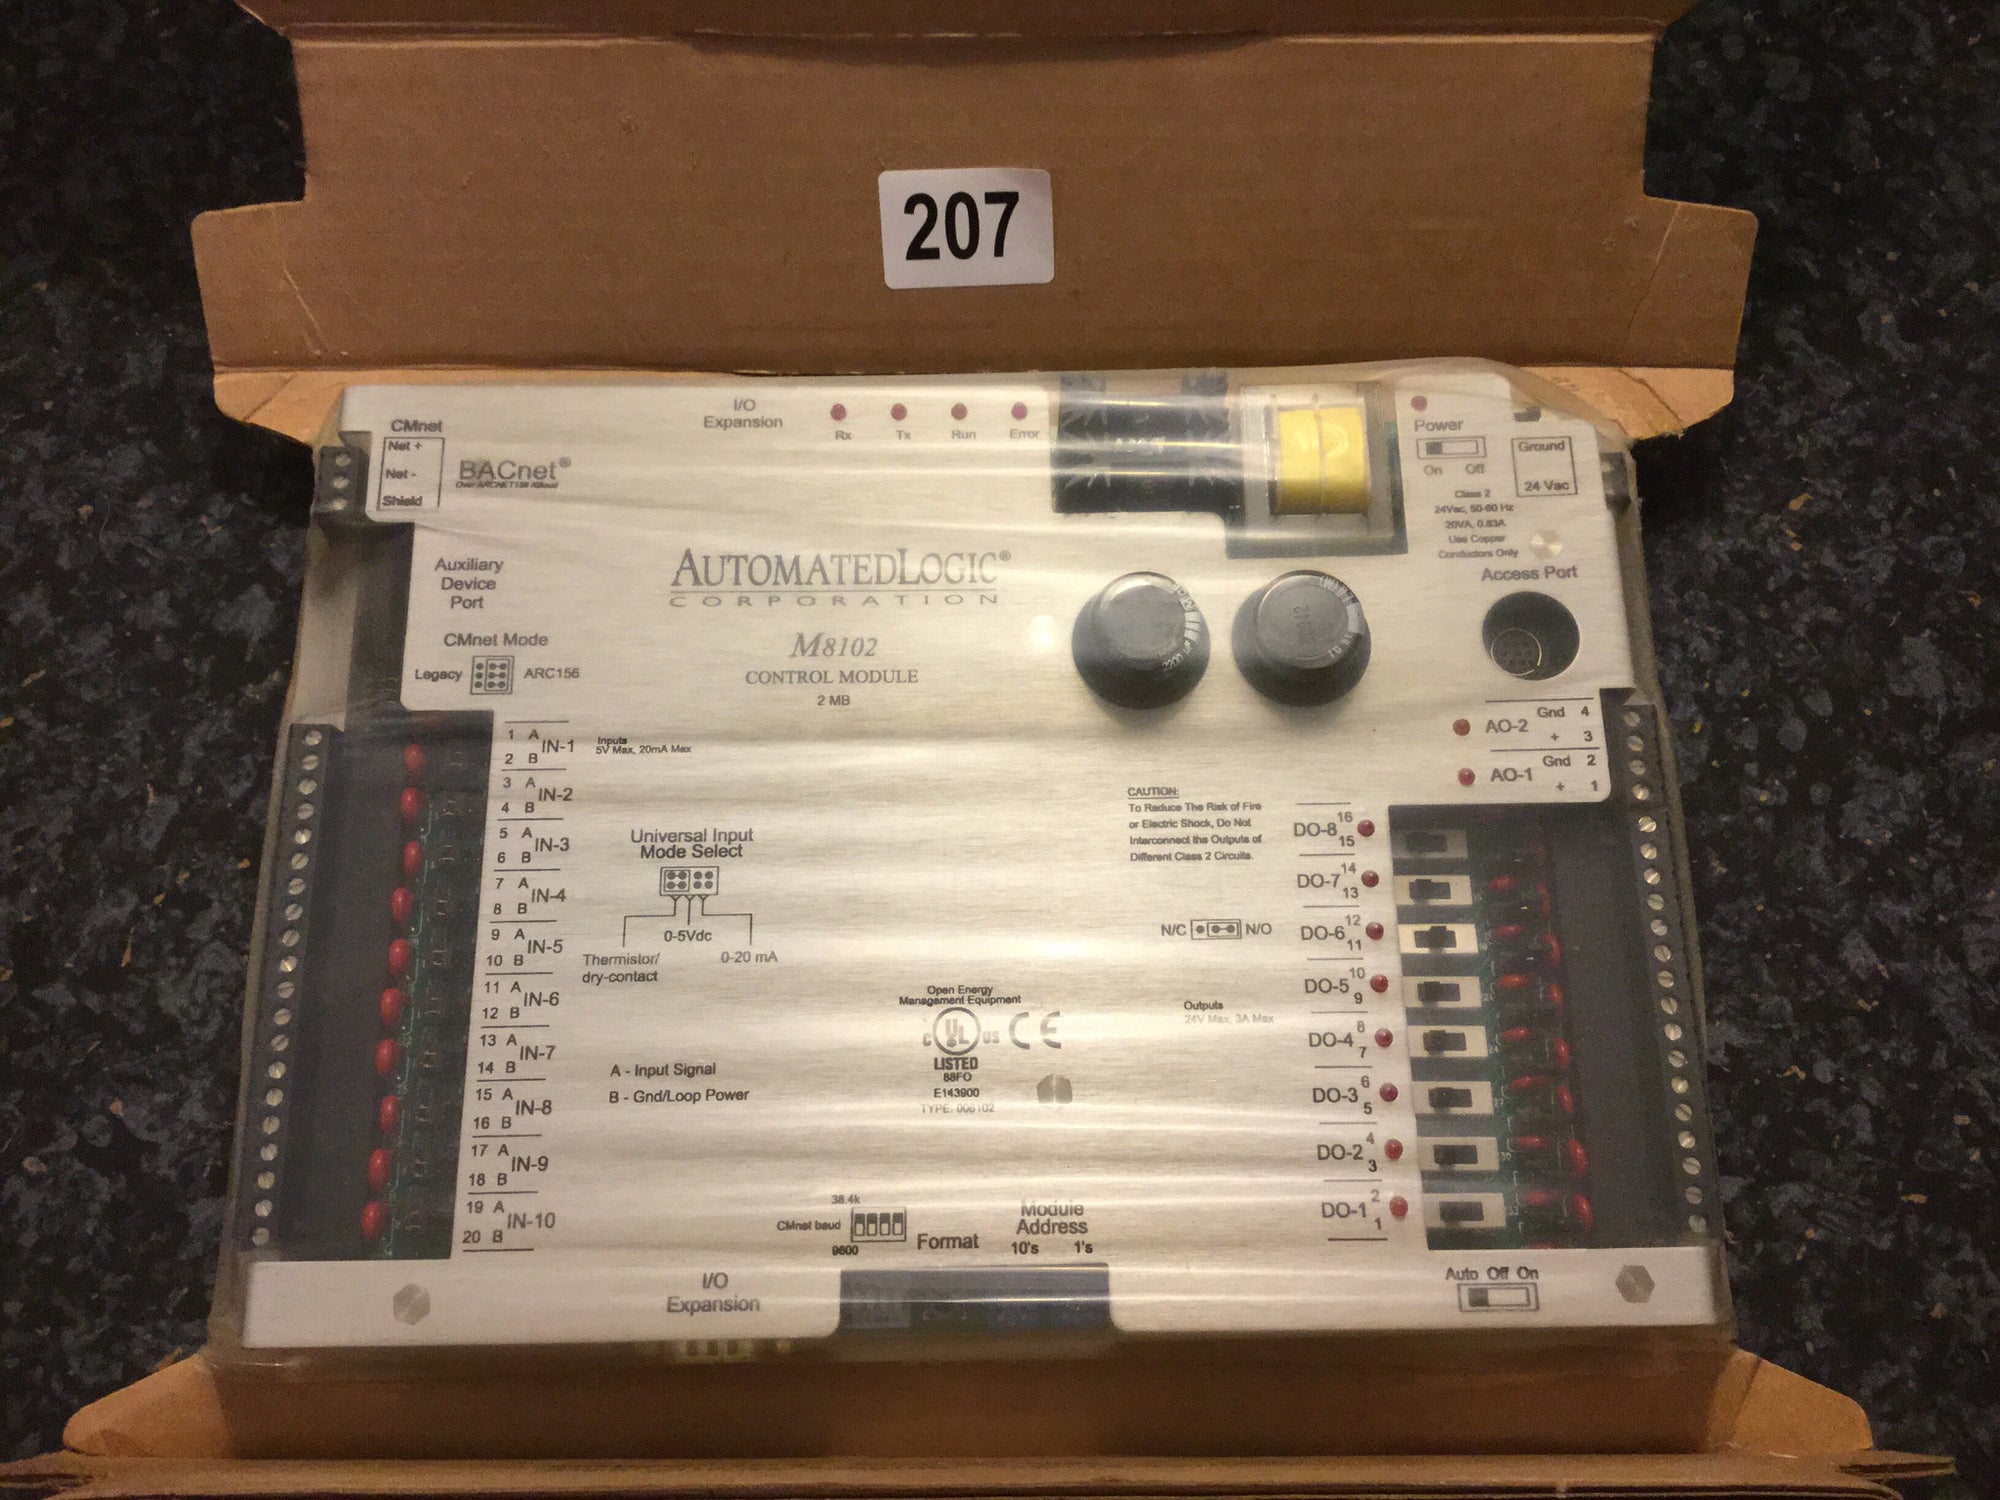 207
CMnet
Net +
Net -
Shield
BACnet®
Over ARCNET156 KBaud
I/O
Expansion
Rx Tx Run Error
Power
On Off
Ground
24 Vac
Class 2
24Vac, 50-60 Hz
20VA, 0.83A
Use Copper
Conductors Only
Access Port
Auxiliary
Device
Port
CMnet Mode
Legacy ARC156
AUTOMATEDLOGIC®
CORPORATION
M8102
CONTROL MODULE
2 MB
2200 µF
AO-2 Gnd 4
+ 3
AO-1 Gnd 2
+ 1
1 A
2 B IN-1
Inputs
5V Max, 20mA Max
3 A
4 B IN-2
5 A
6 B IN-3
7 A
8 B IN-4
9 A
10 B IN-5
11 A
12 B IN-6
13 A
14 B IN-7
15 A
16 B IN-8
17 A
18 B IN-9
19 A
20 B IN-10
Universal Input
Mode Select
0-5Vdc
Thermistor/
dry-contact
0-20 mA
A - Input Signal
B - Gnd/Loop Power
CAUTION:
To Reduce The Risk of Fire
or Electric Shock, Do Not
Interconnect the Outputs of
Different Class 2 Circuits.
N/C N/O
Outputs
24V Max, 3A Max
DO-8 16
15
DO-7 14
13
DO-6 12
11
DO-5 10
9
DO-4 8
7
DO-3 6
5
DO-2 4
3
DO-1 2
1
Open Energy
Management Equipment
C UL US CE
LISTED
88FO
E143900
38.4k
CMnet baud
9600
Format
Module
Address
10's 1's
I/O
Expansion
Auto Off On